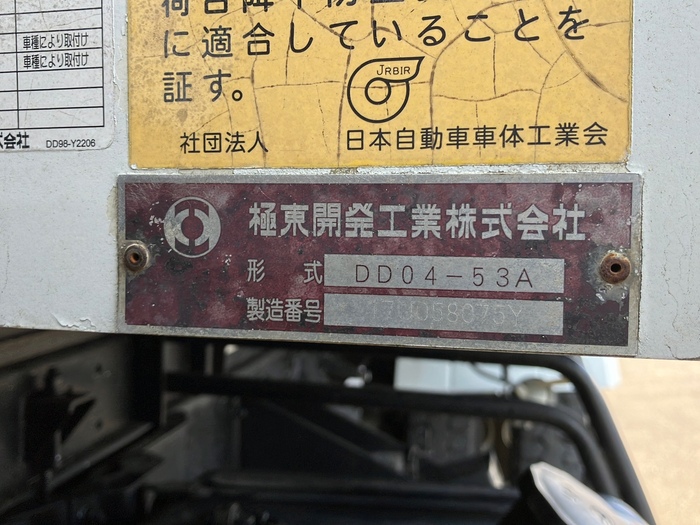 車種により取付け
車種により取付け
会社
DD98-Y2206
に適合していることを
証す。
JRBIR
社団法人 日本自動車車体工業会
極東開発工業株式会社
形 式 DD04-53A
製造番号